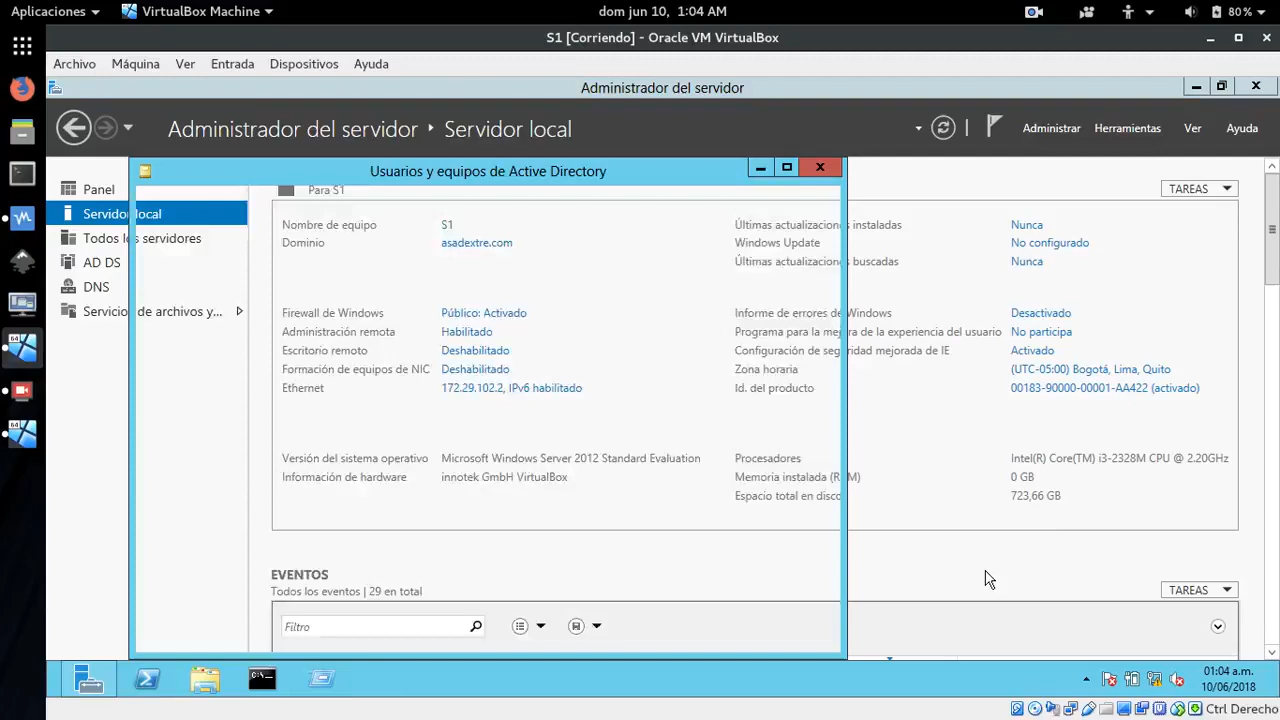 Aplicaciones VirtualBox Machine dom jun 10, 1:04 AM 80%
S1 [Corriendo] - Oracle VM VirtualBox
Archivo Máquina Ver Entrada Dispositivos Ayuda
Administrador del servidor
Administrador del servidor Servidor local Administrar Herramientas Ver Ayuda
Usuarios y equipos de Active Directory
Panel
Servidor local
Todos los servidores
AD DS
DNS
Servicios de archivos y...
Para S1 TAREAS
Nombre de equipo S1 Últimas actualizaciones instaladas Nunca
Dominio asadextre.com Windows Update No configurado
Últimas actualizaciones buscadas Nunca
Firewall de Windows Público: Activado Informe de errores de Windows Desactivado
Administración remota Habilitado Programa para la mejora de la experiencia del usuario No participa
Escritorio remoto Deshabilitado Configuración de seguridad mejorada de IE Activado
Formación de equipos de NIC Deshabilitado Zona horaria (UTC-05:00) Bogotá, Lima, Quito
Ethernet 172.29.102.2, IPv6 habilitado Id. del producto 00183-90000-00001-AA422 (activado)
Versión del sistema operativo Microsoft Windows Server 2012 Standard Evaluation Procesadores Intel(R) Core(TM) i3-2328M CPU @ 2.20GHz
Información de hardware innotek GmbH VirtualBox Memoria instalada (RAM) 0 GB
Espacio total en disco 723,66 GB
EVENTOS
Todos los eventos | 29 en total TAREAS
Filtro
01:04 a.m.
10/06/2018
Ctrl Derecho